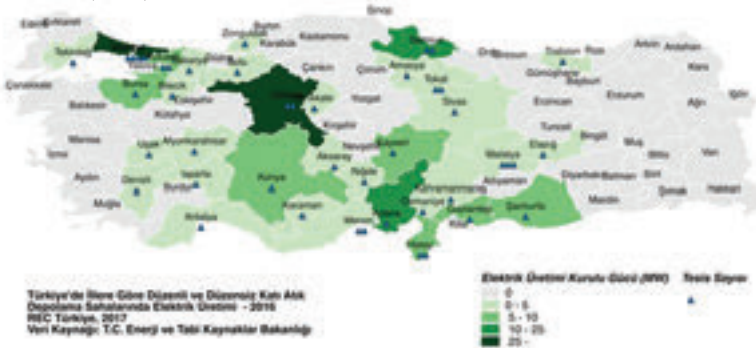 Sinop
Edirne Kırklareli
Bartın
Zonguldak
Kastamonu
Karabük
Tekirdağ
Ordu Giresun
Trabzon Rize
Artvin Ardahan
Sakarya
Bolu
Çankırı
Çorum
Amasya
Tokat
Gümüşhane
Bayburt
Kars
Çanakkale
Bursa
Bilecik
Eskişehir
Yozgat
Sivas
Erzincan
Erzurum
Ağrı
Iğdır
Balıkesir
Kütahya
Kırşehir
Tunceli
Bingöl
Muş
Manisa
Uşak
Afyonkarahisar
Nevşehir
Kayseri
Malatya
Elazığ
Bitlis
Van
İzmir
Aksaray
Niğde
Aydın
Denizli
Isparta
Burdur
Konya
Kahramanmaraş
Adıyaman
Diyarbakır
Batman
Siirt
Şırnak
Hakkari
Muğla
Antalya
Karaman
Mersin
Adana
Osmaniye
Gaziantep
Kilis
Şanlıurfa
Mardin
Hatay
Elektrik Üretimi Kurulu Gücü (MW) Tesis Sayısı
0
0 - 5
5 - 10
10 - 25
25 -
Türkiye'de İllere Göre Düzenli ve Düzensiz Katı Atık
Depolama Sahalarında Elektrik Üretimi - 2016
REC Türkiye, 2017
Veri Kaynağı: T.C. Enerji ve Tabi Kaynaklar Bakanlığı